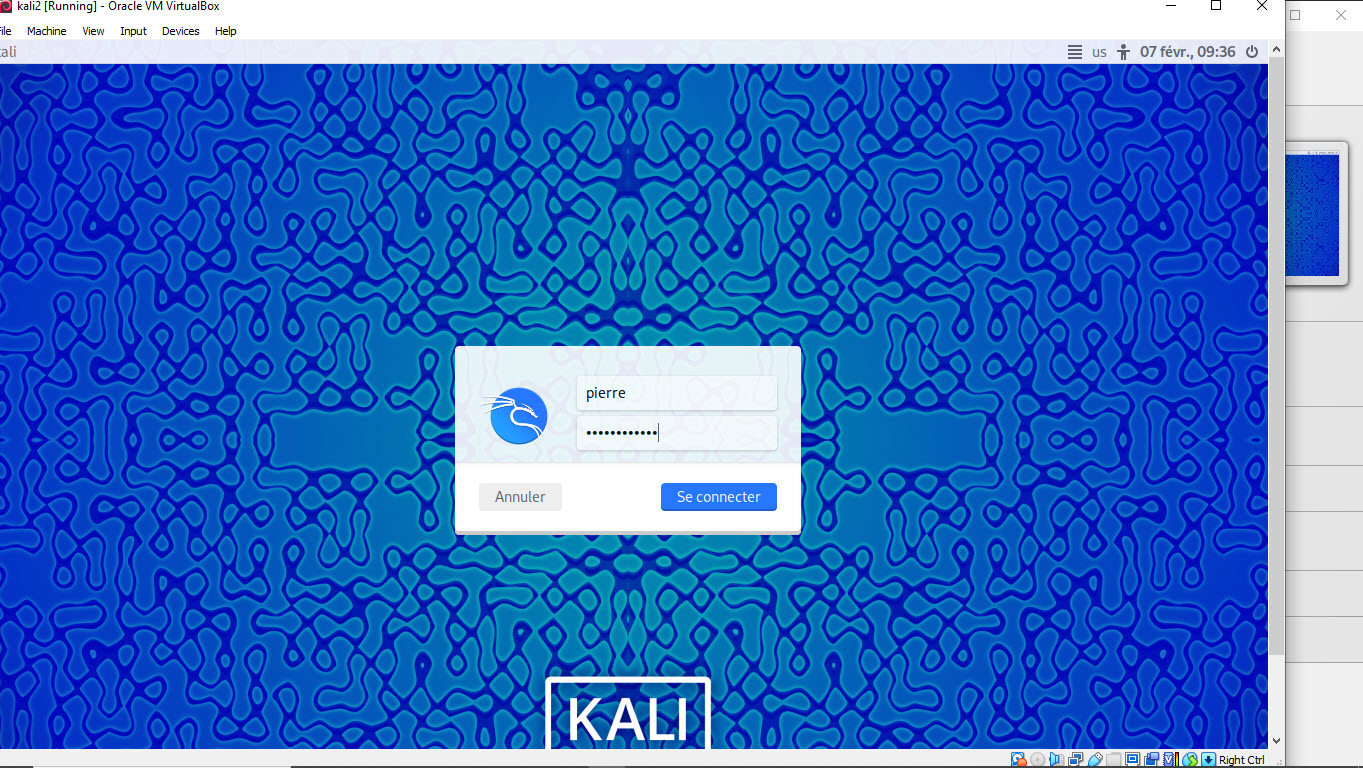 kali2 [Running] - Oracle VM VirtualBox
ile Machine View Input Devices Help
ali us 07 févr., 09:36
pierre
••••••••••••
Annuler Se connecter
KALI
Right Ctrl